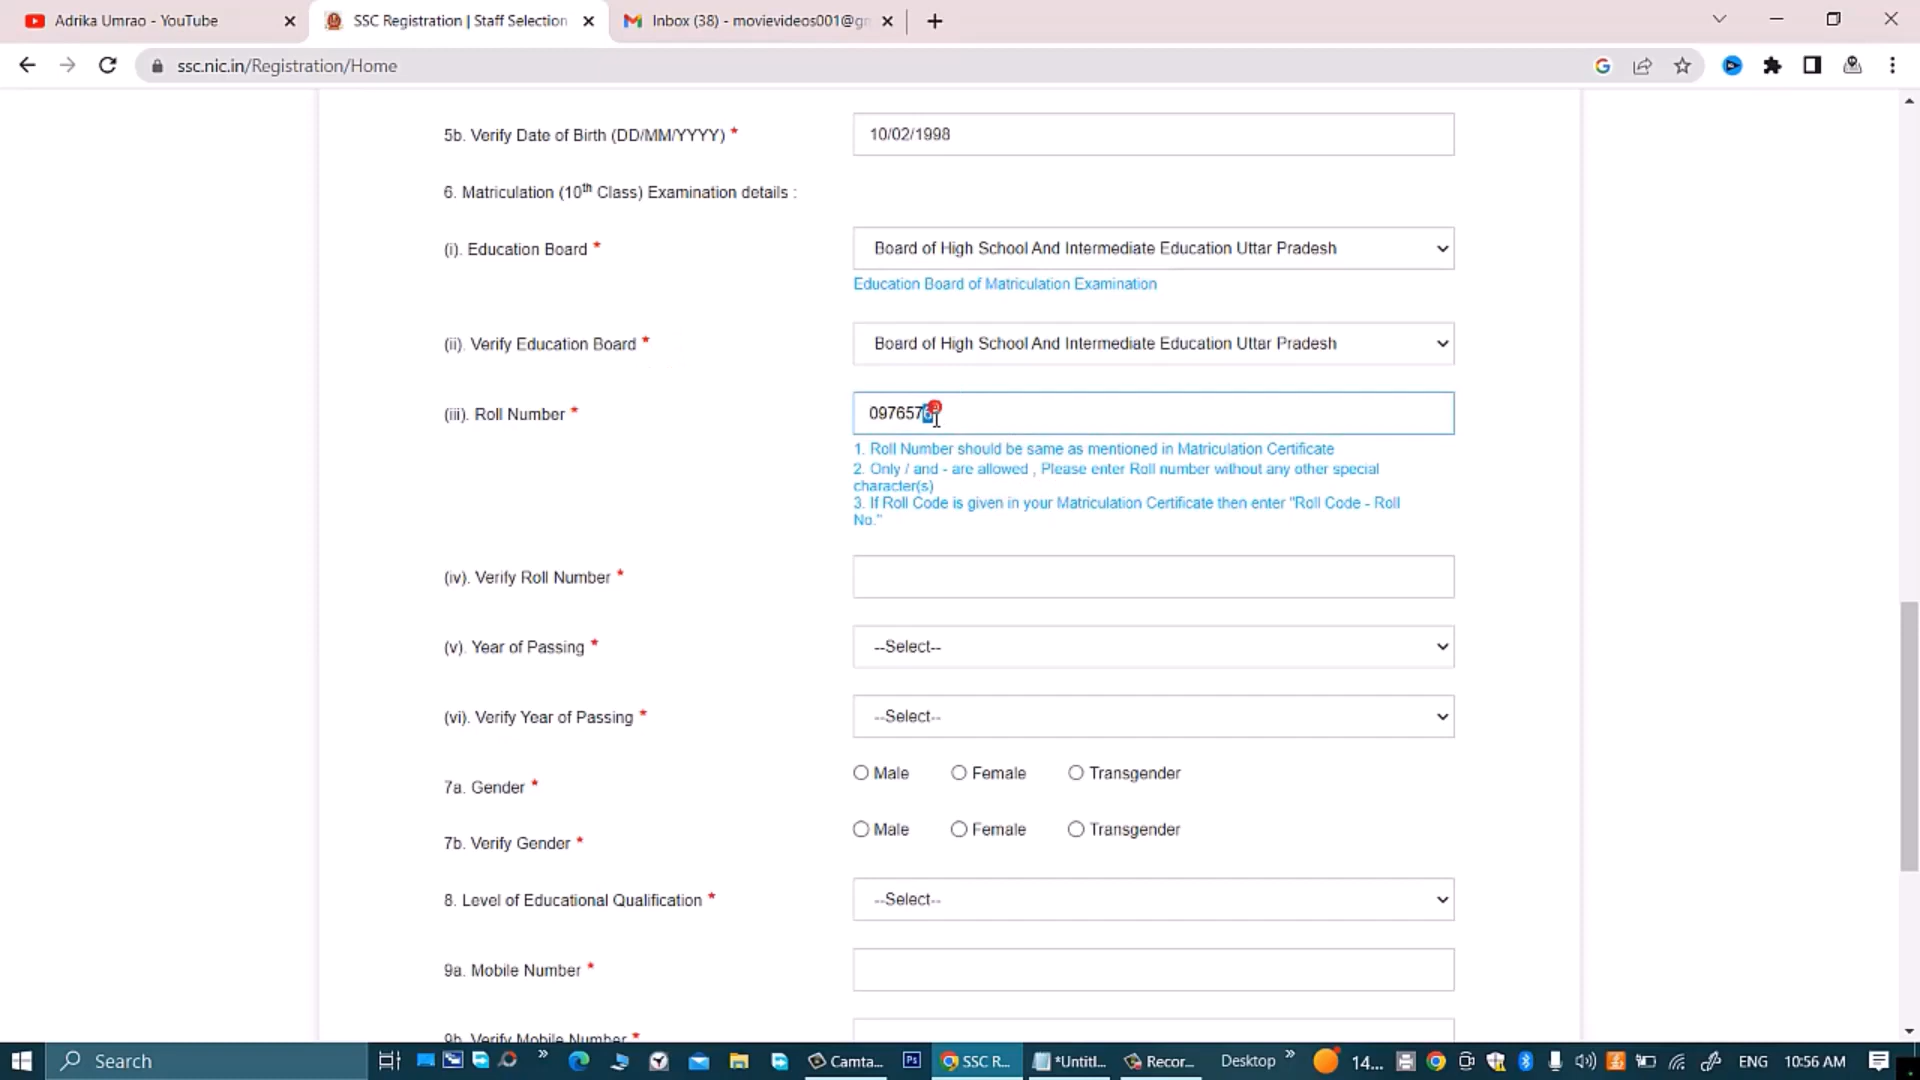 Adrika Umrao - YouTube
SSC Registration | Staff Selection
Inbox (38) - movievideos001@gm
ssc.nic.in/Registration/Home
5b. Verify Date of Birth (DD/MM/YYYY) *
10/02/1998
6. Matriculation (10th Class) Examination details :
(i). Education Board *
Board of High School And Intermediate Education Uttar Pradesh
Education Board of Matriculation Examination
(ii). Verify Education Board *
Board of High School And Intermediate Education Uttar Pradesh
(iii). Roll Number *
0976576
1. Roll Number should be same as mentioned in Matriculation Certificate
2. Only / and - are allowed , Please enter Roll number without any other special
character(s)
3. If Roll Code is given in your Matriculation Certificate then enter "Roll Code - Roll
No."
(iv). Verify Roll Number *
(v). Year of Passing *
--Select--
(vi). Verify Year of Passing *
--Select--
7a. Gender *
Male Female Transgender
7b. Verify Gender *
Male Female Transgender
8. Level of Educational Qualification *
--Select--
9a. Mobile Number *
9b. Verify Mobile Number *
Search
Camta...
SSC R...
*Untitl...
Recor...
Desktop
14...
ENG
10:56 AM